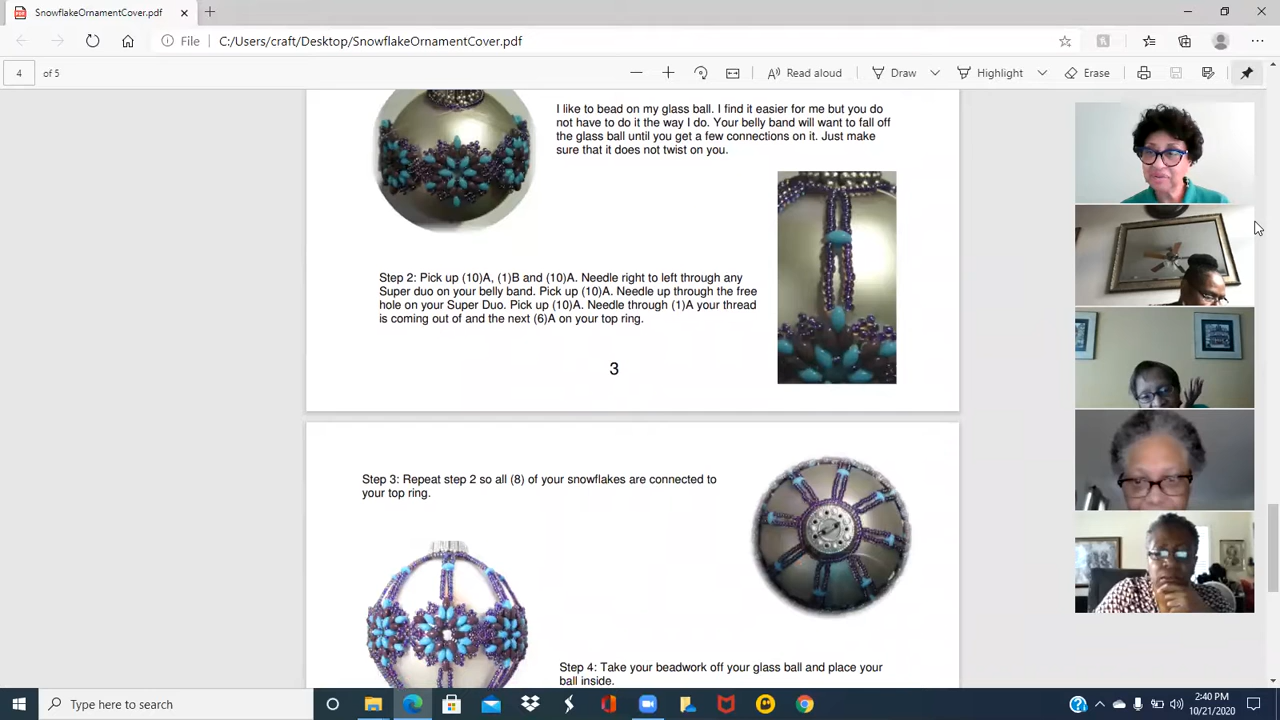 SnowflakeOrnamentCover.pdf
File
C:/Users/craft/Desktop/SnowflakeOrnamentCover.pdf
4
of 5
Read aloud
Draw
Highlight
Erase
I like to bead on my glass ball. I find it easier for me but you do
not have to do it the way I do. Your belly band will want to fall off
the glass ball until you get a few connections on it. Just make
sure that it does not twist on you.
Step 2: Pick up (10)A, (1)B and (10)A. Needle right to left through any
Super duo on your belly band. Pick up (10)A. Needle up through the free
hole on your Super Duo. Pick up (10)A. Needle through (1)A your thread
is coming out of and the next (6)A on your top ring.
3
Step 3: Repeat step 2 so all (8) of your snowflakes are connected to
your top ring.
Step 4: Take your beadwork off your glass ball and place your
ball inside.
Type here to search
2:40 PM
10/21/2020